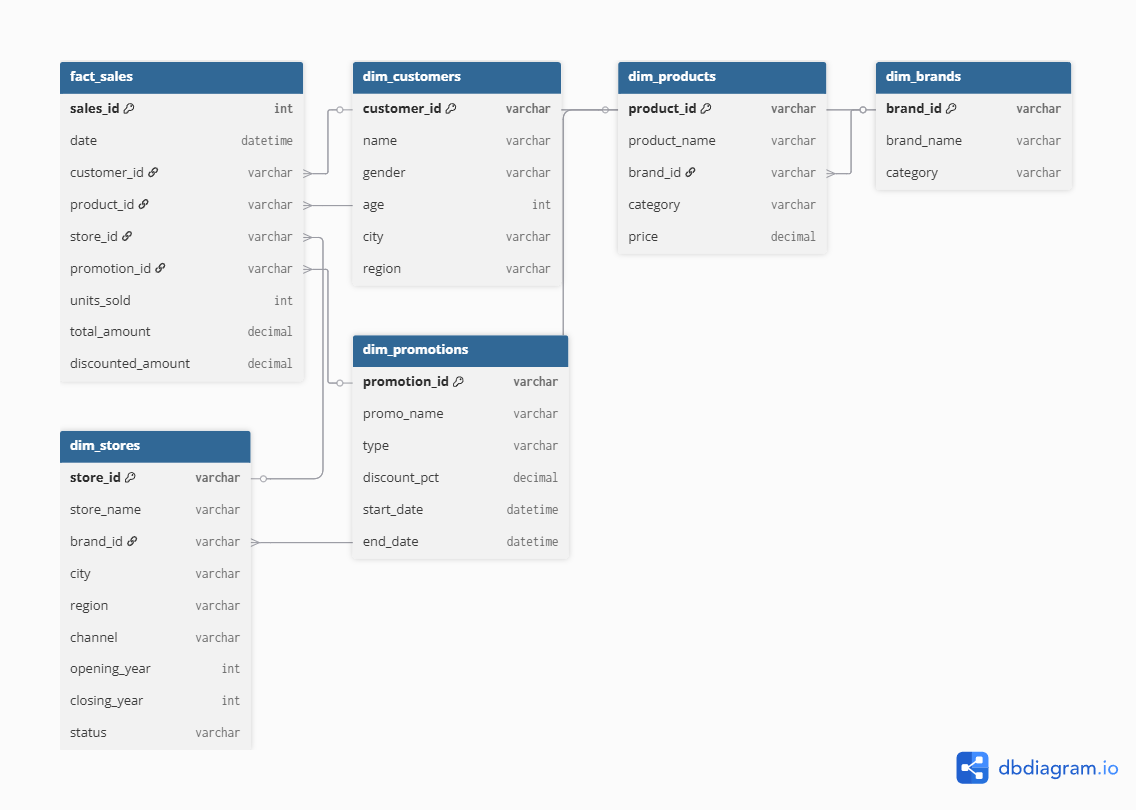 fact_sales
sales_id int
date datetime
customer_id varchar
product_id varchar
store_id varchar
promotion_id varchar
units_sold int
total_amount decimal
discounted_amount decimal
dim_customers
customer_id varchar
name varchar
gender varchar
age int
city varchar
region varchar
dim_products
product_id varchar
product_name varchar
brand_id varchar
category varchar
price decimal
dim_brands
brand_id varchar
brand_name varchar
category varchar
dim_promotions
promotion_id varchar
promo_name varchar
type varchar
discount_pct decimal
start_date datetime
end_date datetime
dim_stores
store_id varchar
store_name varchar
brand_id varchar
city varchar
region varchar
channel varchar
opening_year int
closing_year int
status varchar
dbdiagram.io